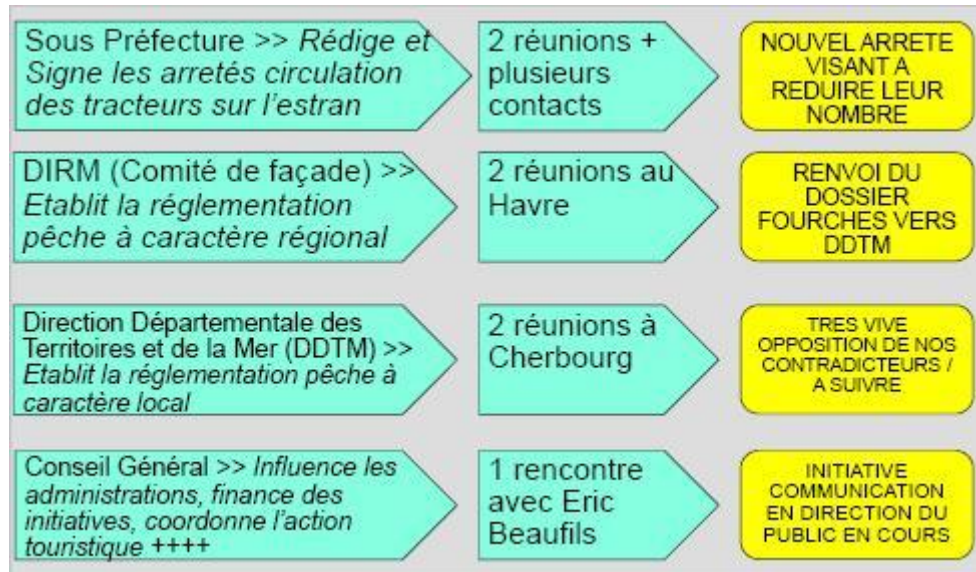 Sous Préfecture >> Rédige et
Signe les arretés circulation
des tracteurs sur l'estran
2 réunions +
plusieurs
contacts
NOUVEL ARRETE
VISANT A
REDUIRE LEUR
NOMBRE
DIRM (Comité de façade) >>
Etablit la réglementation
pêche à caractère régional
2 réunions au
Havre
RENVOI DU
DOSSIER
FOURCHES VERS
DDTM
Direction Départementale des
Territoires et de la Mer (DDTM) >>
Etablit la réglementation pêche à
caractère local
2 réunions à
Cherbourg
TRES VIVE
OPPOSITION DE NOS
CONTRADICTEURS /
A SUIVRE
Conseil Général >> Influence les
administrations, finance des
initiatives, coordonne l'action
touristique ++++
1 rencontre
avec Eric
Beaufils
INITIATIVE
COMMUNICATION
EN DIRECTION DU
PUBLIC EN COURS